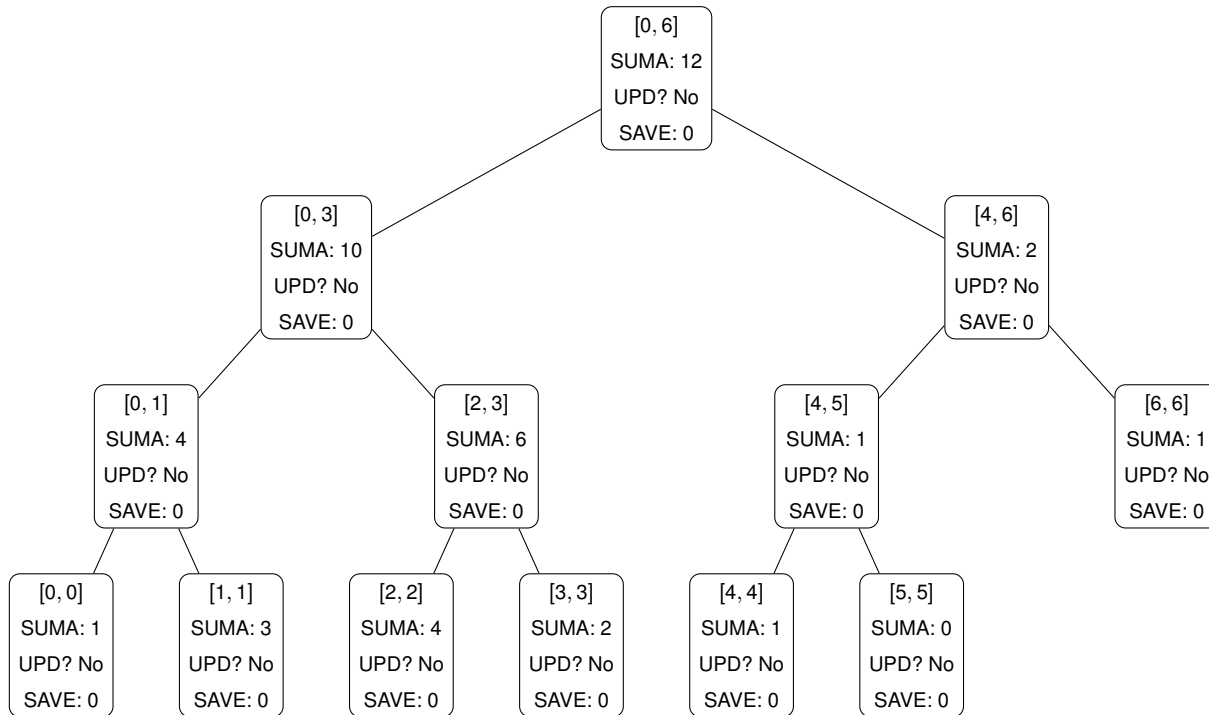 [0, 6]
SUMA: 12
UPD? No
SAVE: 0
[0, 3]
SUMA: 10
UPD? No
SAVE: 0
[4, 6]
SUMA: 2
UPD? No
SAVE: 0
[0, 1]
SUMA: 4
UPD? No
SAVE: 0
[2, 3]
SUMA: 6
UPD? No
SAVE: 0
[4, 5]
SUMA: 1
UPD? No
SAVE: 0
[6, 6]
SUMA: 1
UPD? No
SAVE: 0
[0, 0]
SUMA: 1
UPD? No
SAVE: 0
[1, 1]
SUMA: 3
UPD? No
SAVE: 0
[2, 2]
SUMA: 4
UPD? No
SAVE: 0
[3, 3]
SUMA: 2
UPD? No
SAVE: 0
[4, 4]
SUMA: 1
UPD? No
SAVE: 0
[5, 5]
SUMA: 0
UPD? No
SAVE: 0